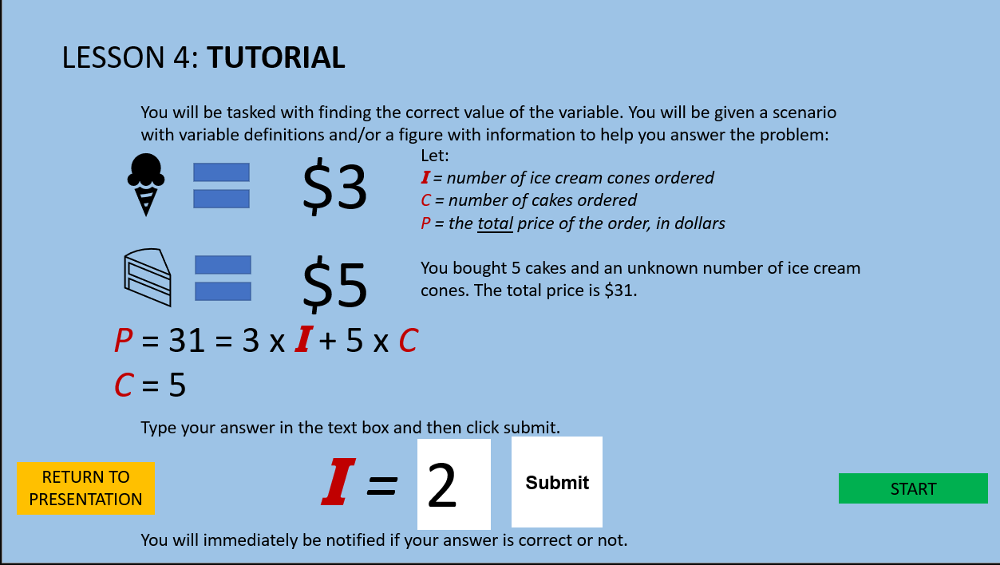 LESSON 4: TUTORIAL
You will be tasked with finding the correct value of the variable. You will be given a scenario
with variable definitions and/or a figure with information to help you answer the problem:
$3
Let:
I = number of ice cream cones ordered
C = number of cakes ordered
P = the total price of the order, in dollars
$5
You bought 5 cakes and an unknown number of ice cream
cones. The total price is $31.
P = 31 = 3 x I + 5 x C
C = 5
Type your answer in the text box and then click submit.
I = 2
Submit
RETURN TO
PRESENTATION
START
You will immediately be notified if your answer is correct or not.